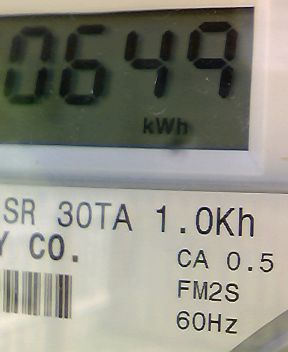 0649
kWh
SR 30TA 1.0Kh
Y CO.
CA 0.5
FM2S
60Hz